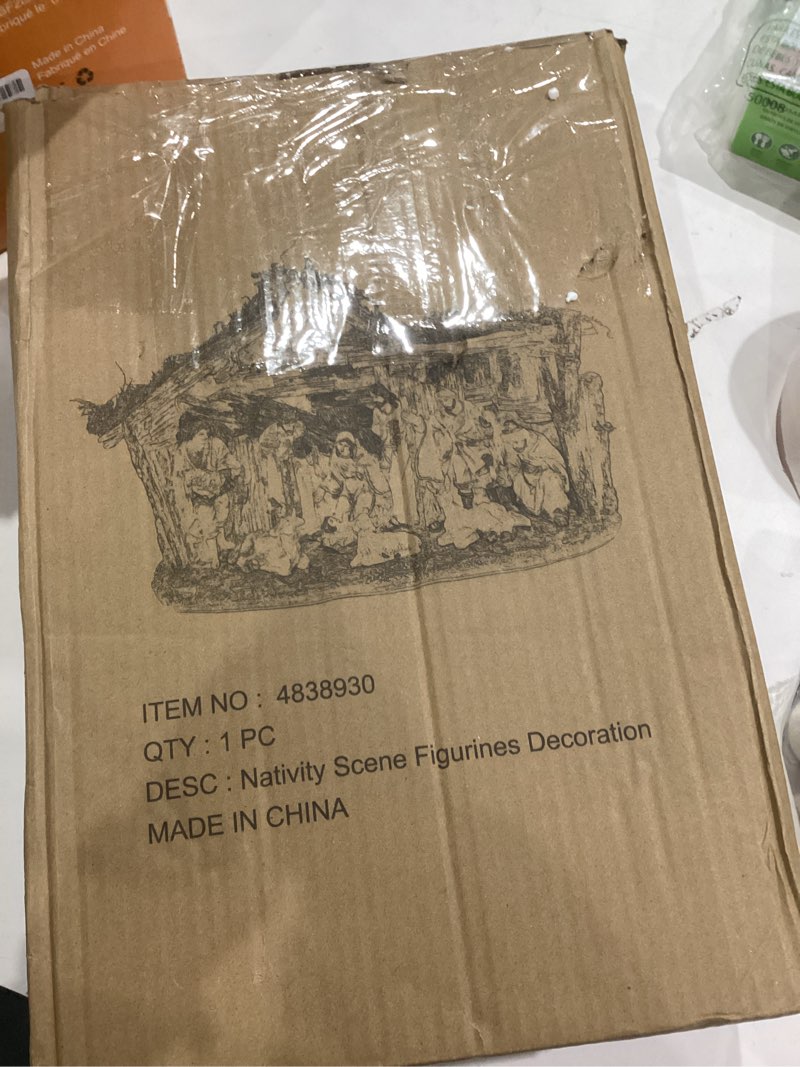 Made in China
Fabriqué en Chine
50008
ITEM NO : 4838930
QTY : 1 PC
DESC : Nativity Scene Figurines Decoration
MADE IN CHINA